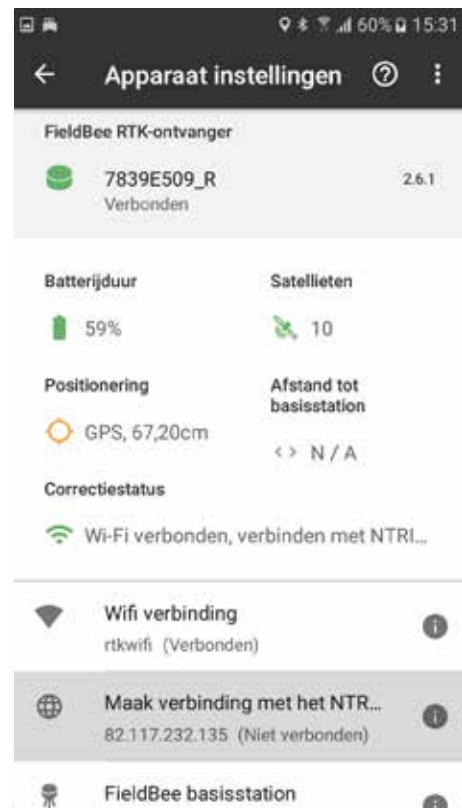 60% 15:31
Apparaat instellingen
FieldBee RTK-ontvanger
7839E509_R 2.6.1
Verbonden
Batterijduur Satellieten
59% 10
Positionering Afstand tot basisstation
GPS, 67,20cm <> N / A
Correctiestatus
Wi-Fi verbonden, verbinden met NTRI...
Wifi verbinding
rtkwifi (Verbonden)
Maak verbinding met het NTR...
82.117.232.135 (Niet verbonden)
FieldBee basisstation